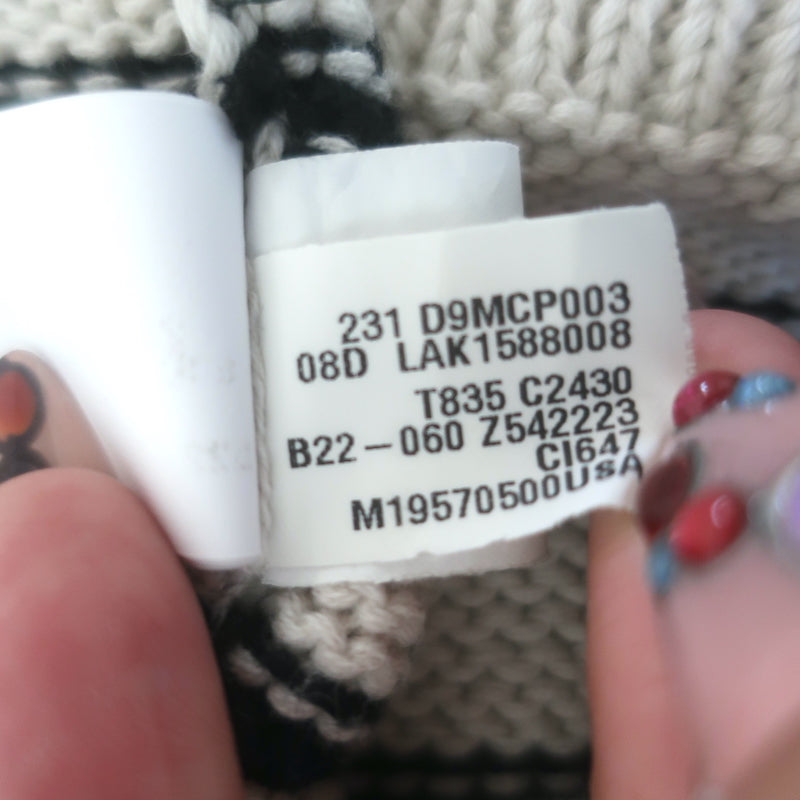 231 D9MCP003
08D LAK1588008
T835 C2430
B22-060 Z542223
CI647
M19570500USA